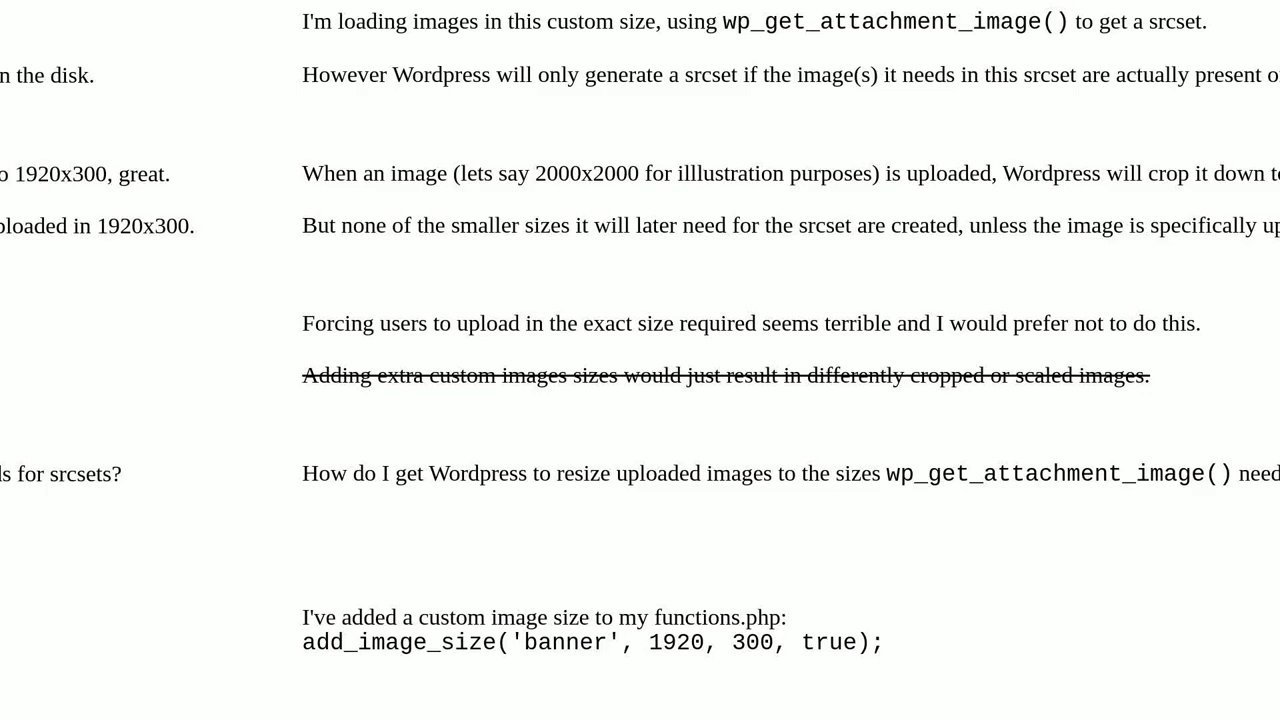 I'm loading images in this custom size, using wp_get_attachment_image() to get a srcset.
However Wordpress will only generate a srcset if the image(s) it needs in this srcset are actually present on the disk.
When an image (lets say 2000x2000 for illlustration purposes) is uploaded, Wordpress will crop it down to 1920x300, great.
But none of the smaller sizes it will later need for the srcset are created, unless the image is specifically uploaded in 1920x300.
Forcing users to upload in the exact size required seems terrible and I would prefer not to do this.
Adding extra custom images sizes would just result in differently cropped or scaled images.
How do I get Wordpress to resize uploaded images to the sizes wp_get_attachment_image() needs for srcsets?
I've added a custom image size to my functions.php:
add_image_size('banner', 1920, 300, true);